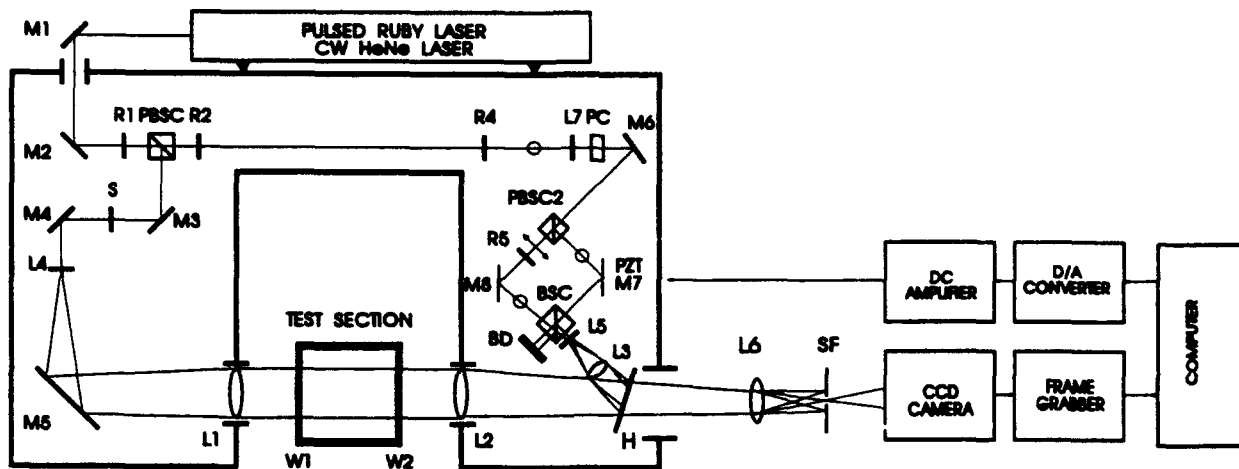 M1
PULSED RUBY LASER
CW HeNe LASER
R1 PBSC R2
R4
L7 PC
M6
M2
S
M4
M3
PBSC2
R5
L4
M8
PZT
M7
BSC
TEST SECTION
BD
L5
L3
M5
L1
L2
H
W1
W2
L6
SF
DC
AMPLIFIER
D/A
CONVERTER
CCD
CAMERA
FRAME
GRABBER
COMPUTER